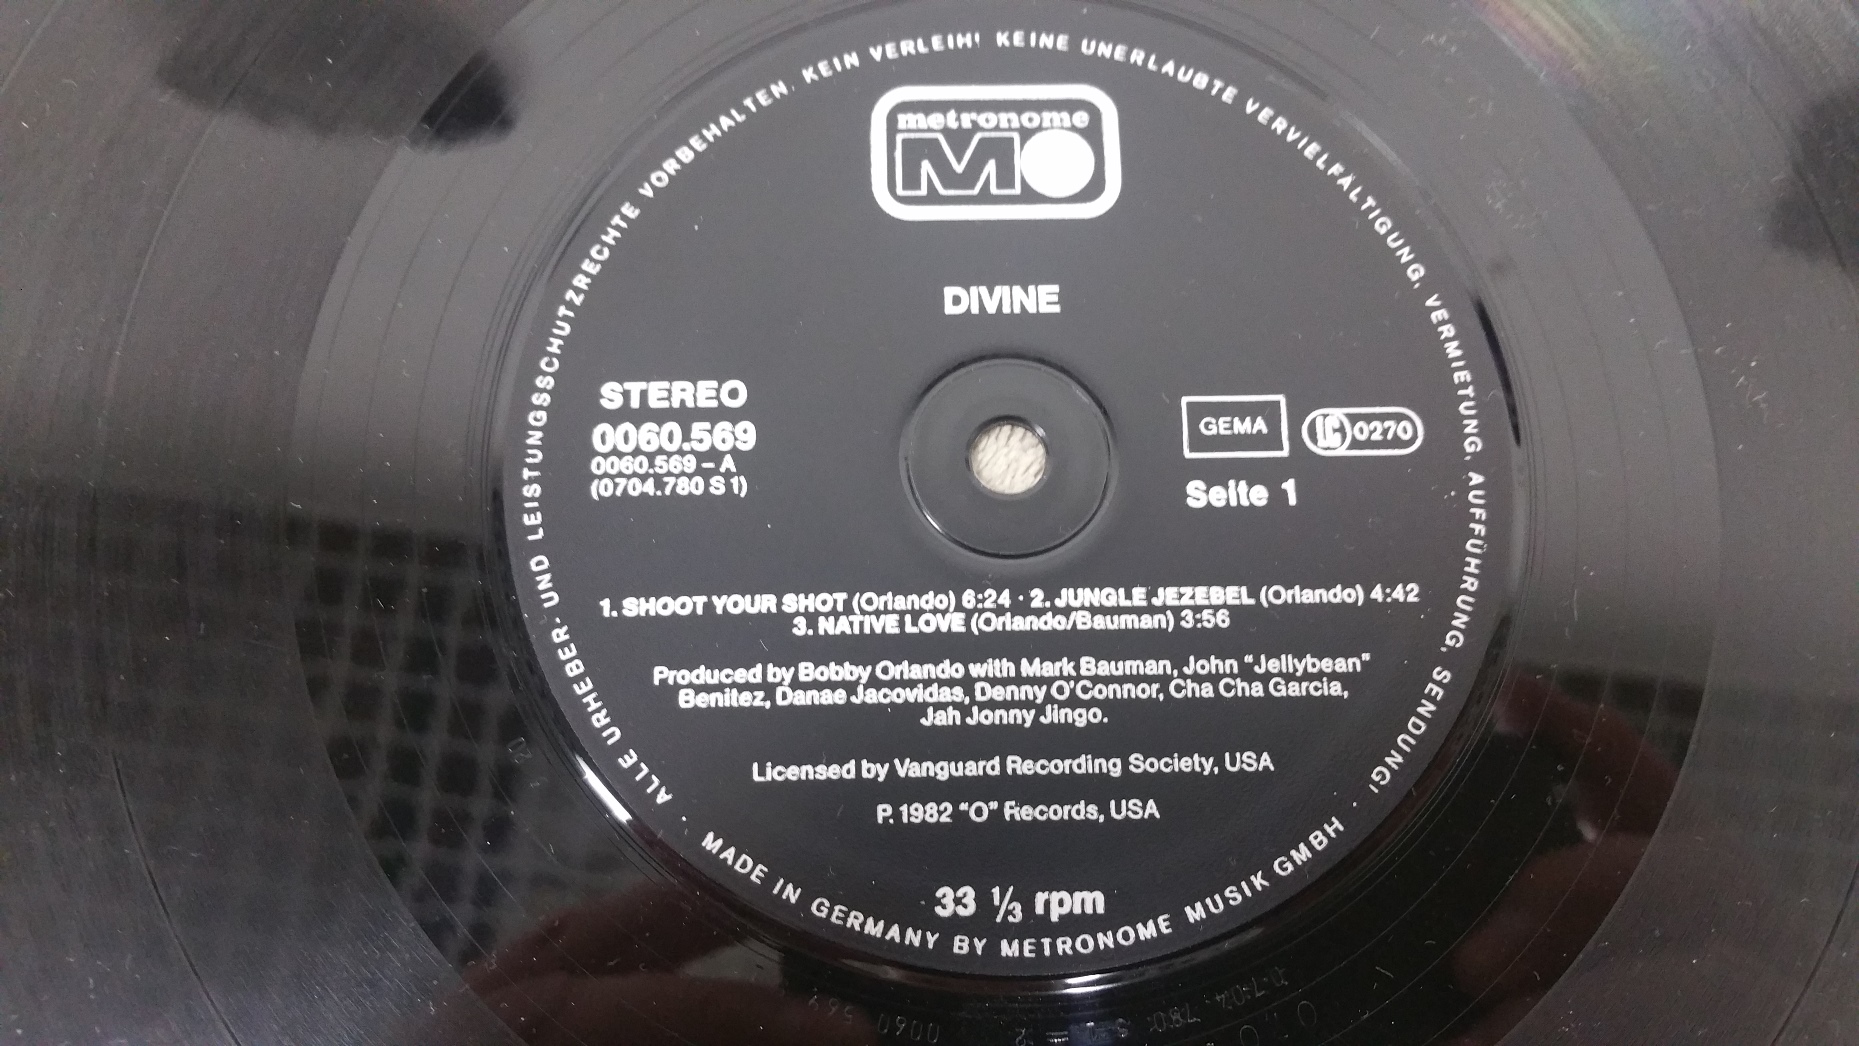 ALLE URHEBER- UND LEISTUNGSSCHUTZRECHTE VORBEHALTEN. KEIN VERLEIH! KEINE UNERLAUBTE VERVIELFÄLTIGUNG, VERMIETUNG, AUFFÜHRUNG, SENDUNG!
metronome
MO
DIVINE
STEREO
0060.569
0060.569 – A
(0704.780 S 1)
GEMA
LC 0270
Seite 1
1. SHOOT YOUR SHOT (Orlando) 6:24 · 2. JUNGLE JEZEBEL (Orlando) 4:42
3. NATIVE LOVE (Orlando/Bauman) 3:56
Produced by Bobby Orlando with Mark Bauman, John “Jellybean”
Benitez, Danae Jacovidas, Denny O’Connor, Cha Cha Garcia,
Jah Jonny Jingo.
Licensed by Vanguard Recording Society, USA
P. 1982 “O” Records, USA
33 ⅓ rpm
· MADE IN GERMANY BY METRONOME MUSIK GMBH ·